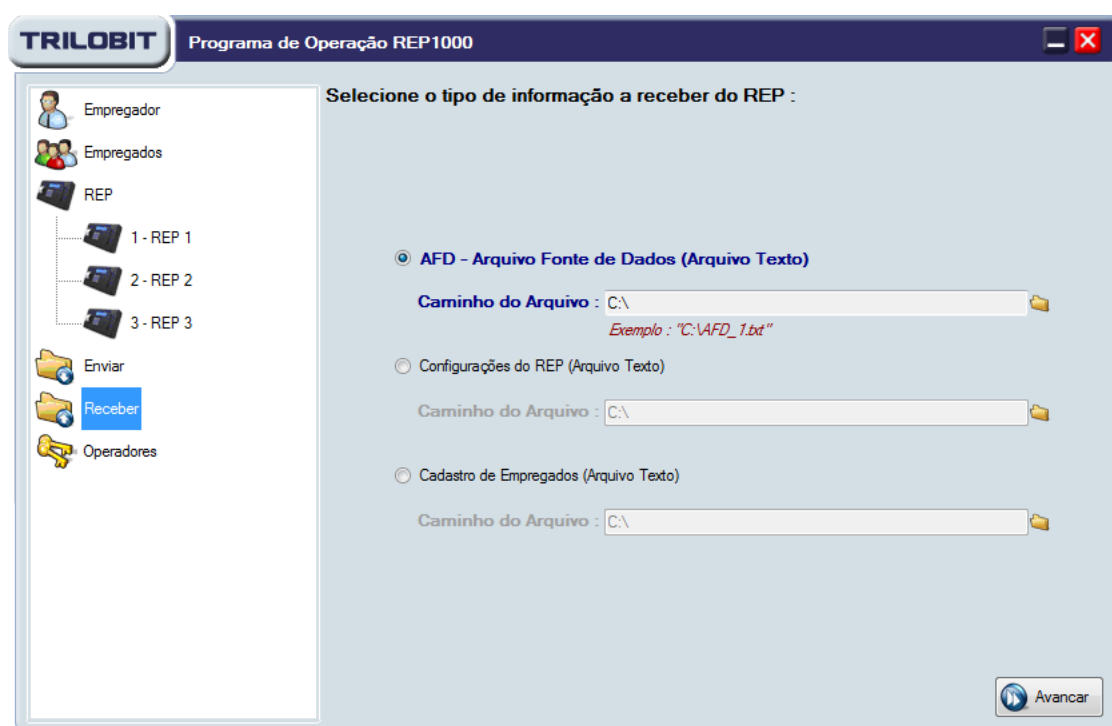 TRILOBIT
Programa de Operação REP1000
Empregador
Empregados
REP
1 - REP 1
2 - REP 2
3 - REP 3
Enviar
Receber
Operadores
Selecione o tipo de informação a receber do REP :
AFD - Arquivo Fonte de Dados (Arquivo Texto)
Caminho do Arquivo : C:\
Exemplo : "C:\AFD_1.txt"
Configurações do REP (Arquivo Texto)
Caminho do Arquivo : C:\
Cadastro de Empregados (Arquivo Texto)
Caminho do Arquivo : C:\
Avancar